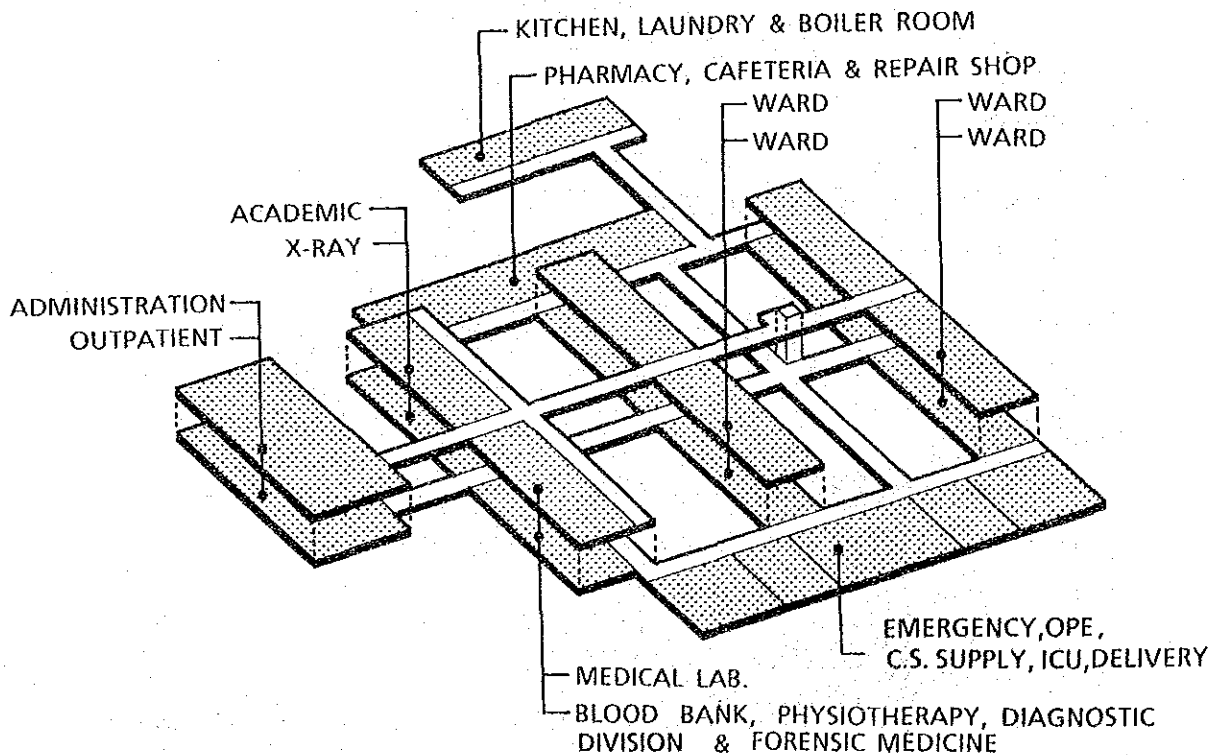 KITCHEN, LAUNDRY & BOILER ROOM
PHARMACY, CAFETERIA & REPAIR SHOP
WARD
WARD
WARD
WARD
ACADEMIC
X-RAY
ADMINISTRATION
OUTPATIENT
EMERGENCY,OPE,
C.S. SUPPLY, ICU,DELIVERY
MEDICAL LAB.
BLOOD BANK, PHYSIOTHERAPY, DIAGNOSTIC
DIVISION & FORENSIC MEDICINE